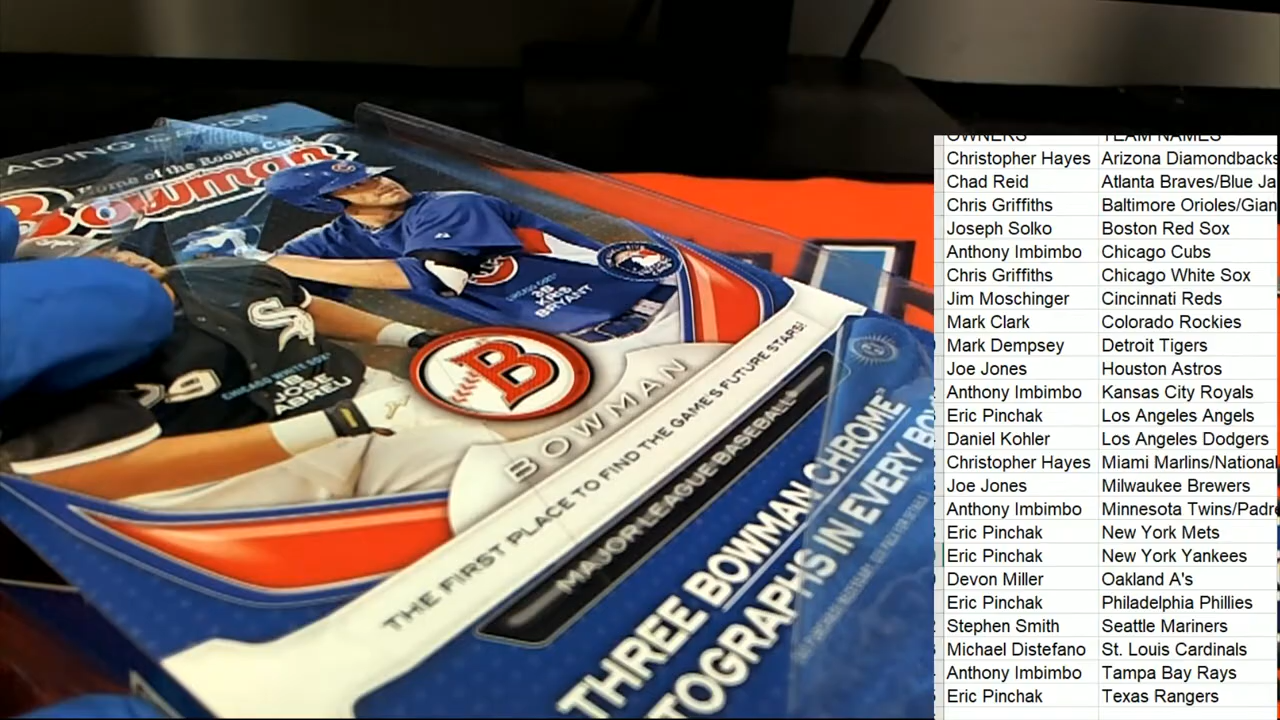 ADING CARDS
"Home of the Rookie Card"
Bowman
CHICAGO CUBS
3B
KRIS
BRYANT
CHICAGO WHITE SOX
1B
JOSE
ABREU
B
BOWMAN
THE FIRST PLACE TO FIND THE GAME'S FUTURE STARS!
MAJOR LEAGUE BASEBALL
THREE BOWMAN CHROME
TOGRAPHS IN EVERY BO
OWNERS TEAM NAMES
Christopher Hayes Arizona Diamondbacks
Chad Reid Atlanta Braves/Blue Ja
Chris Griffiths Baltimore Orioles/Gian
Joseph Solko Boston Red Sox
Anthony Imbimbo Chicago Cubs
Chris Griffiths Chicago White Sox
Jim Moschinger Cincinnati Reds
Mark Clark Colorado Rockies
Mark Dempsey Detroit Tigers
Joe Jones Houston Astros
Anthony Imbimbo Kansas City Royals
Eric Pinchak Los Angeles Angels
Daniel Kohler Los Angeles Dodgers
Christopher Hayes Miami Marlins/National
Joe Jones Milwaukee Brewers
Anthony Imbimbo Minnesota Twins/Padre
Eric Pinchak New York Mets
Eric Pinchak New York Yankees
Devon Miller Oakland A's
Eric Pinchak Philadelphia Phillies
Stephen Smith Seattle Mariners
Michael Distefano St. Louis Cardinals
Anthony Imbimbo Tampa Bay Rays
Eric Pinchak Texas Rangers